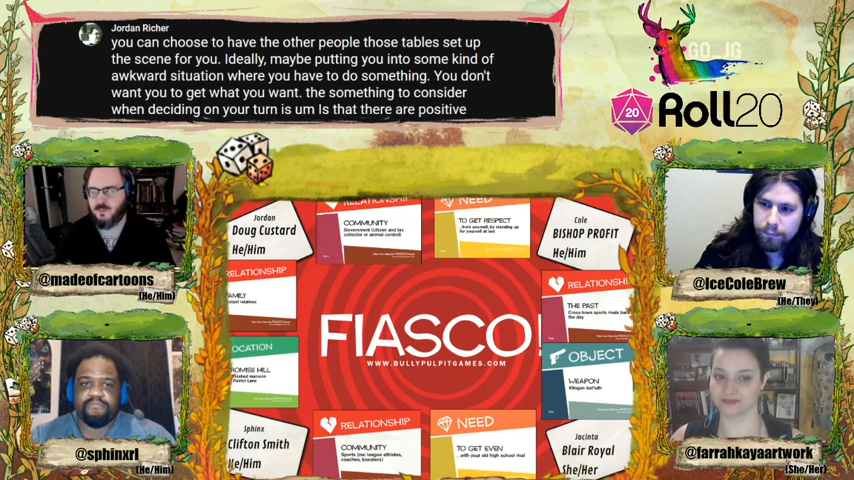 Jordan Richer
you can choose to have the other people those tables set up
the scene for you. Ideally, maybe putting you into some kind of
awkward situation where you have to do something. You don't
want you to get what you want. the something to consider
when deciding on your turn is um Is that there are positive
GO_JG
20
Roll20
Jordan
Doug Custard
He/Him
RELATIONSHIP
COMMUNITY
Government (citizen and tax
collector or animal control)
NEED
TO GET RESPECT
...from yourself, by standing up
for yourself at last
Cole
BISHOP PROFIT
He/Him
@madeofcartoons
(He/Him)
@IceColeBrew
(He/They)
RELATIONSHIP
FAMILY
RELATIONSHI
THE PAST
Cross-town sports rivals back
the day
FIASCO!
WWW.BULLYPULPITGAMES.COM
OCATION
ROMISE HILL
OBJECT
WEAPON
Klingon bat'leth
Sphinx
Clifton Smith
He/Him
RELATIONSHIP
COMMUNITY
Sports (rec league athletes,
coaches, boosters)
NEED
TO GET EVEN
...with your old high school rival
Jacinta
Blair Royal
She/Her
@sphinxrl
(He/Him)
@farrahkayaartwork
(She/Her)